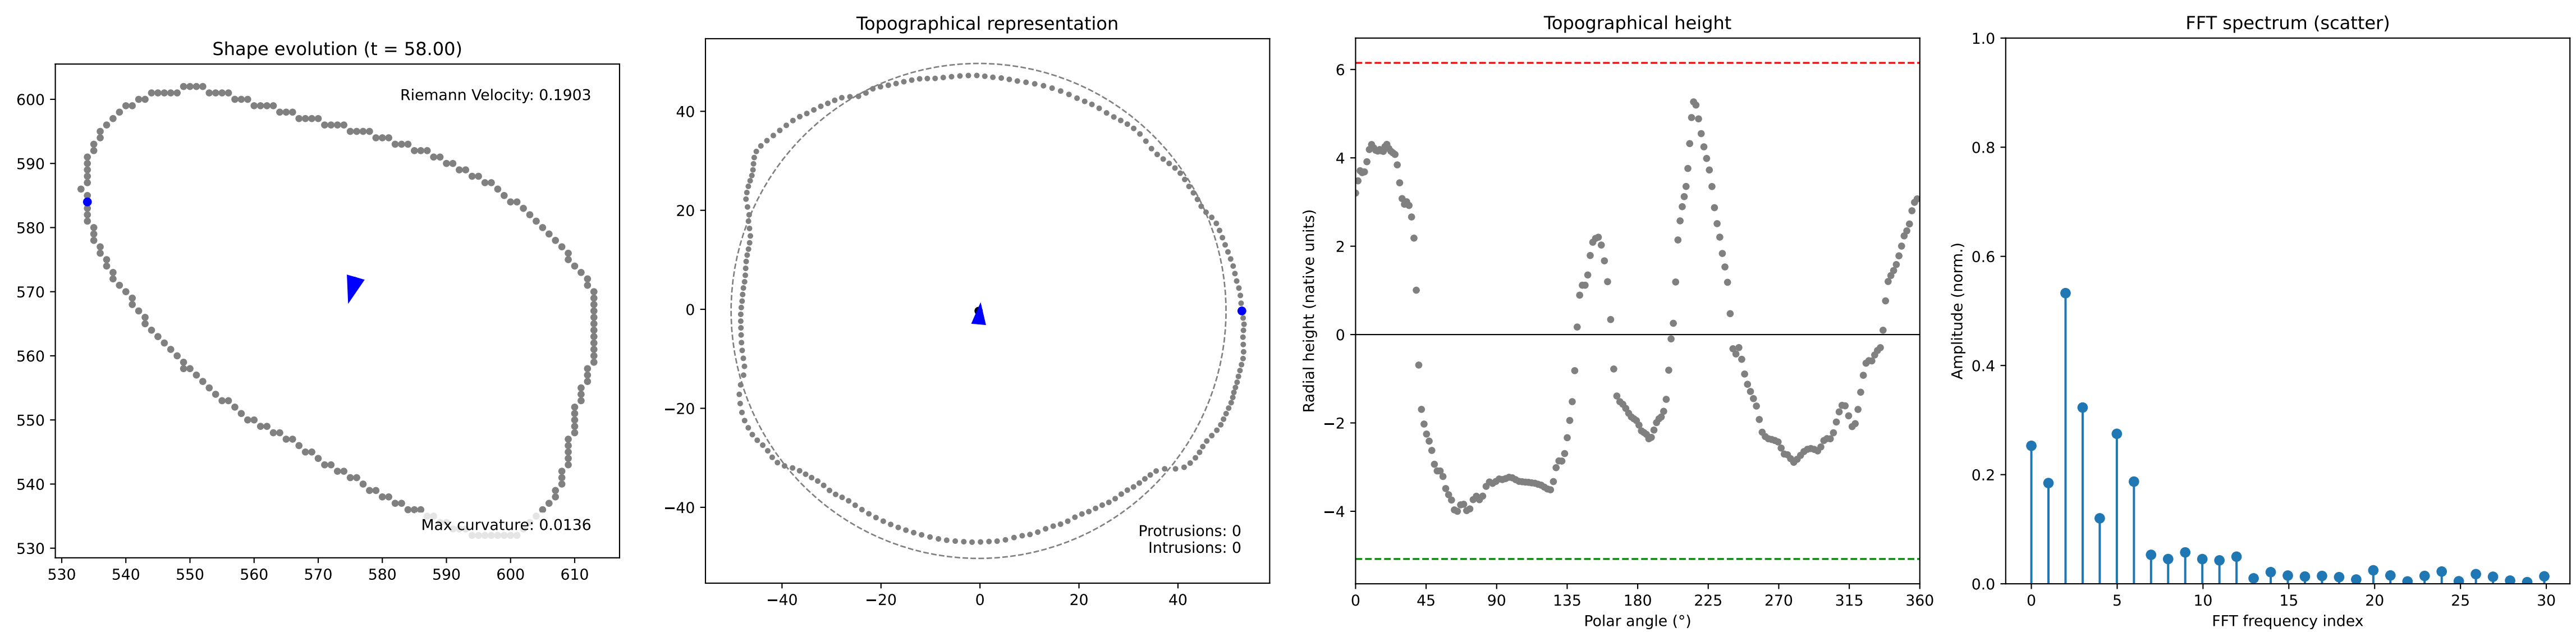 Shape evolution (t = 58.00)
Riemann Velocity: 0.1903
Max curvature: 0.0136
600
590
580
570
560
550
540
530
530 540 550 560 570 580 590 600 610
Topographical representation
40
20
0
−20
−40
Protrusions: 0
Intrusions: 0
−40 −20 0 20 40
Topographical height
Radial height (native units)
6
4
2
0
−2
−4
0 45 90 135 180 225 270 315 360
Polar angle (°)
FFT spectrum (scatter)
Amplitude (norm.)
1.0
0.8
0.6
0.4
0.2
0.0
0 5 10 15 20 25 30
FFT frequency index